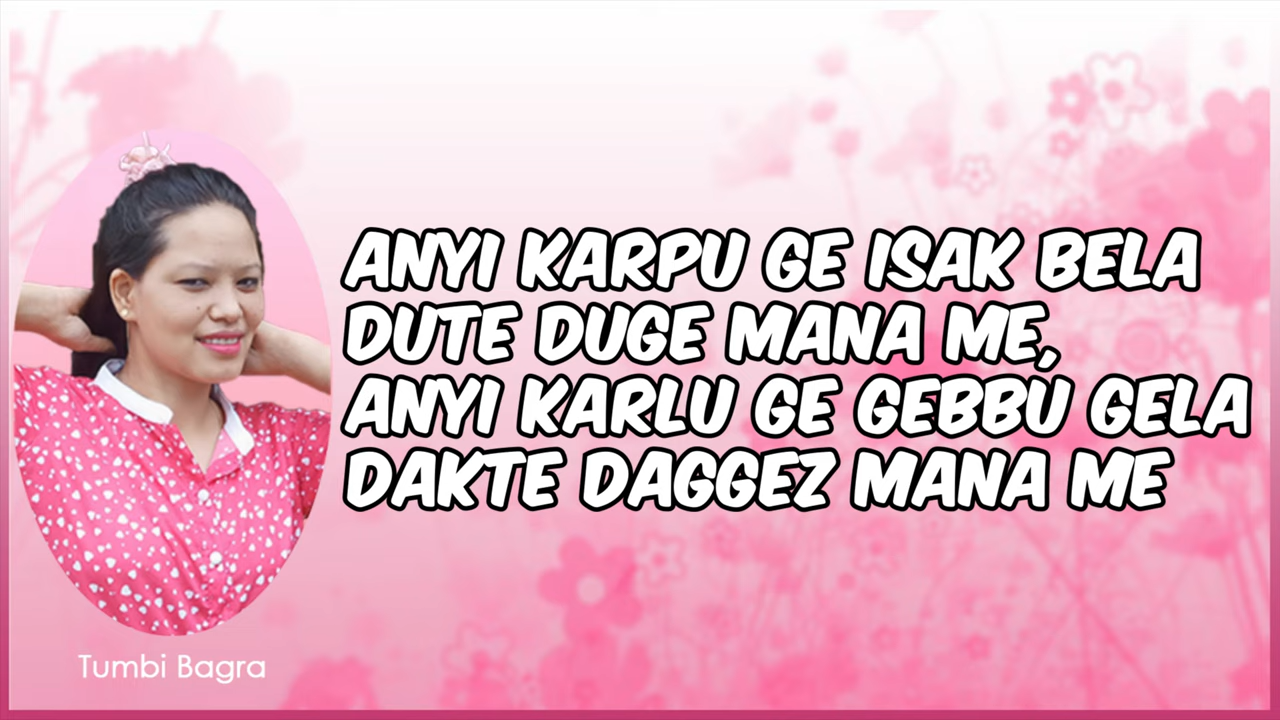 ANYI KARPU GE ISAK BELA
DUTE DUGE MANA ME,
ANYI KARLU GE GEBBU GELA
DAKTE DAGGEZ MANA ME
Tumbi Bagra